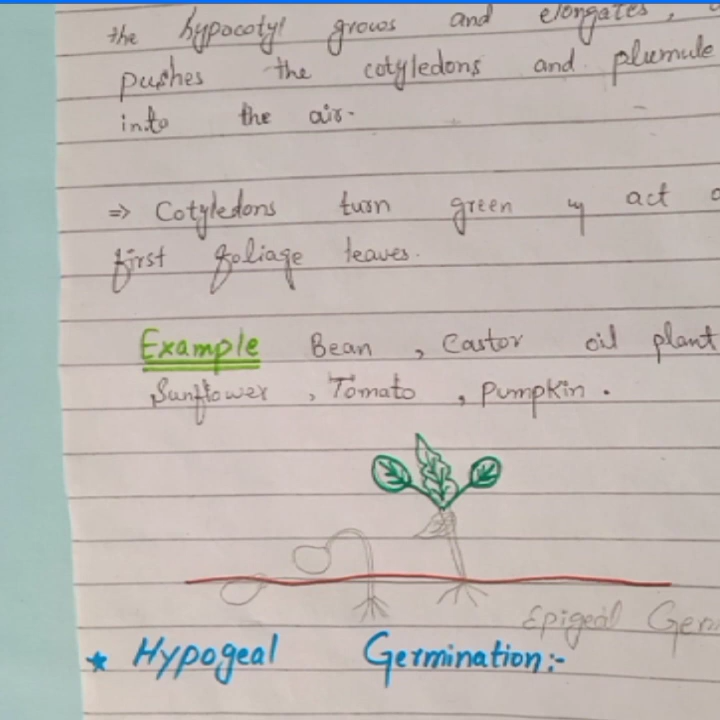 the hypocotyl grows and elongates,
pushes the cotyledons and plumule
into the air.
=> Cotyledons turn green & act
first foliage leaves.
Example Bean, Castor oil plant
Sunflower, Tomato, Pumpkin.
Epigeal Ger
* Hypogeal Germination:-